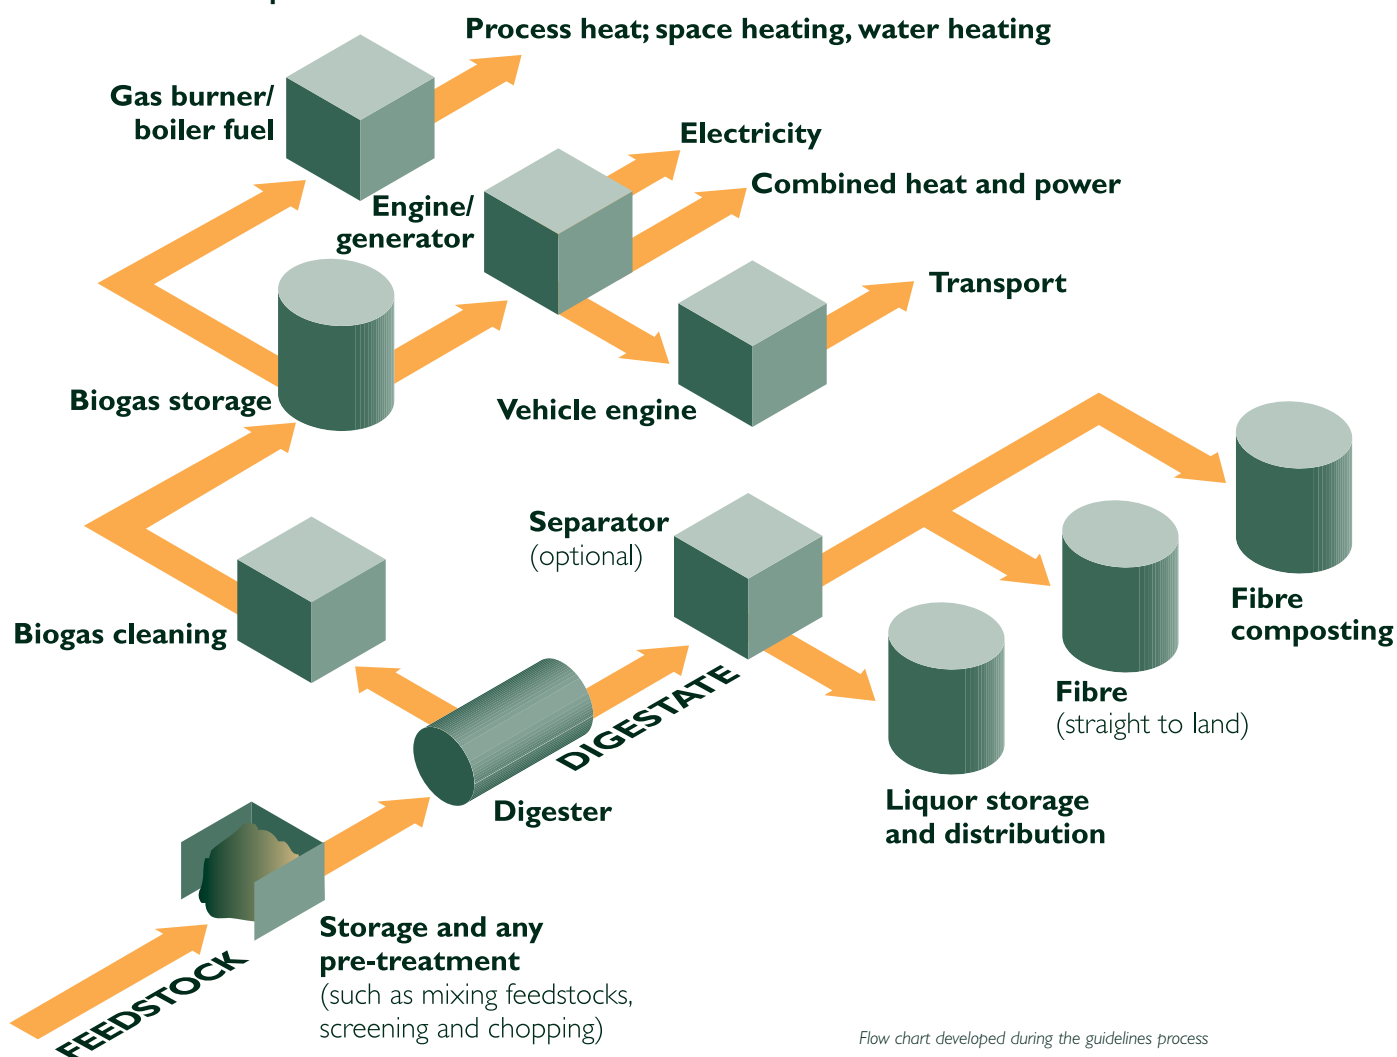 Process heat; space heating, water heating
Gas burner/
boiler fuel
Electricity
Combined heat and power
Engine/
generator
Transport
Biogas storage
Vehicle engine
Separator
(optional)
Fibre
composting
Biogas cleaning
Fibre
(straight to land)
DIGESTATE
Digester
Liquor storage
and distribution
Storage and any
pre-treatment
(such as mixing feedstocks,
screening and chopping)
FEEDSTOCK
Flow chart developed during the guidelines process